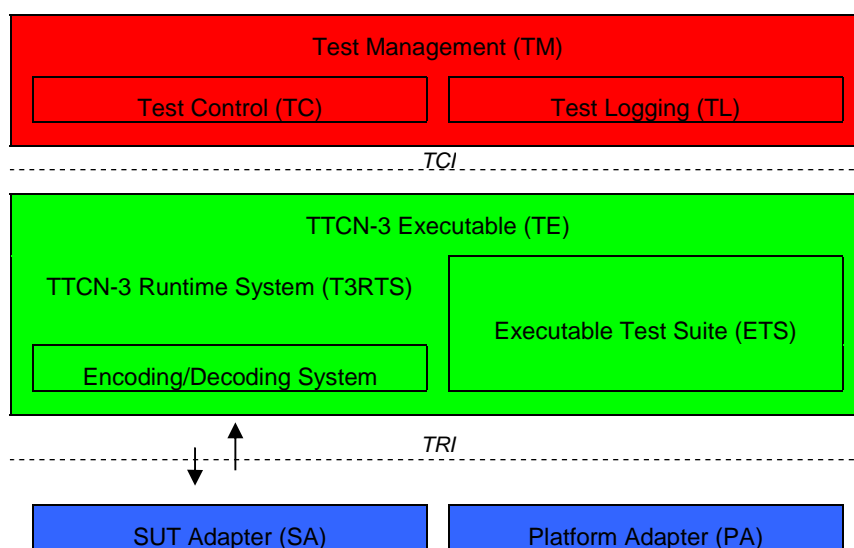 Test Management (TM)
Test Control (TC)
Test Logging (TL)
TCI
TTCN-3 Executable (TE)
TTCN-3 Runtime System (T3RTS)
Executable Test Suite (ETS)
Encoding/Decoding System
TRI
SUT Adapter (SA)
Platform Adapter (PA)